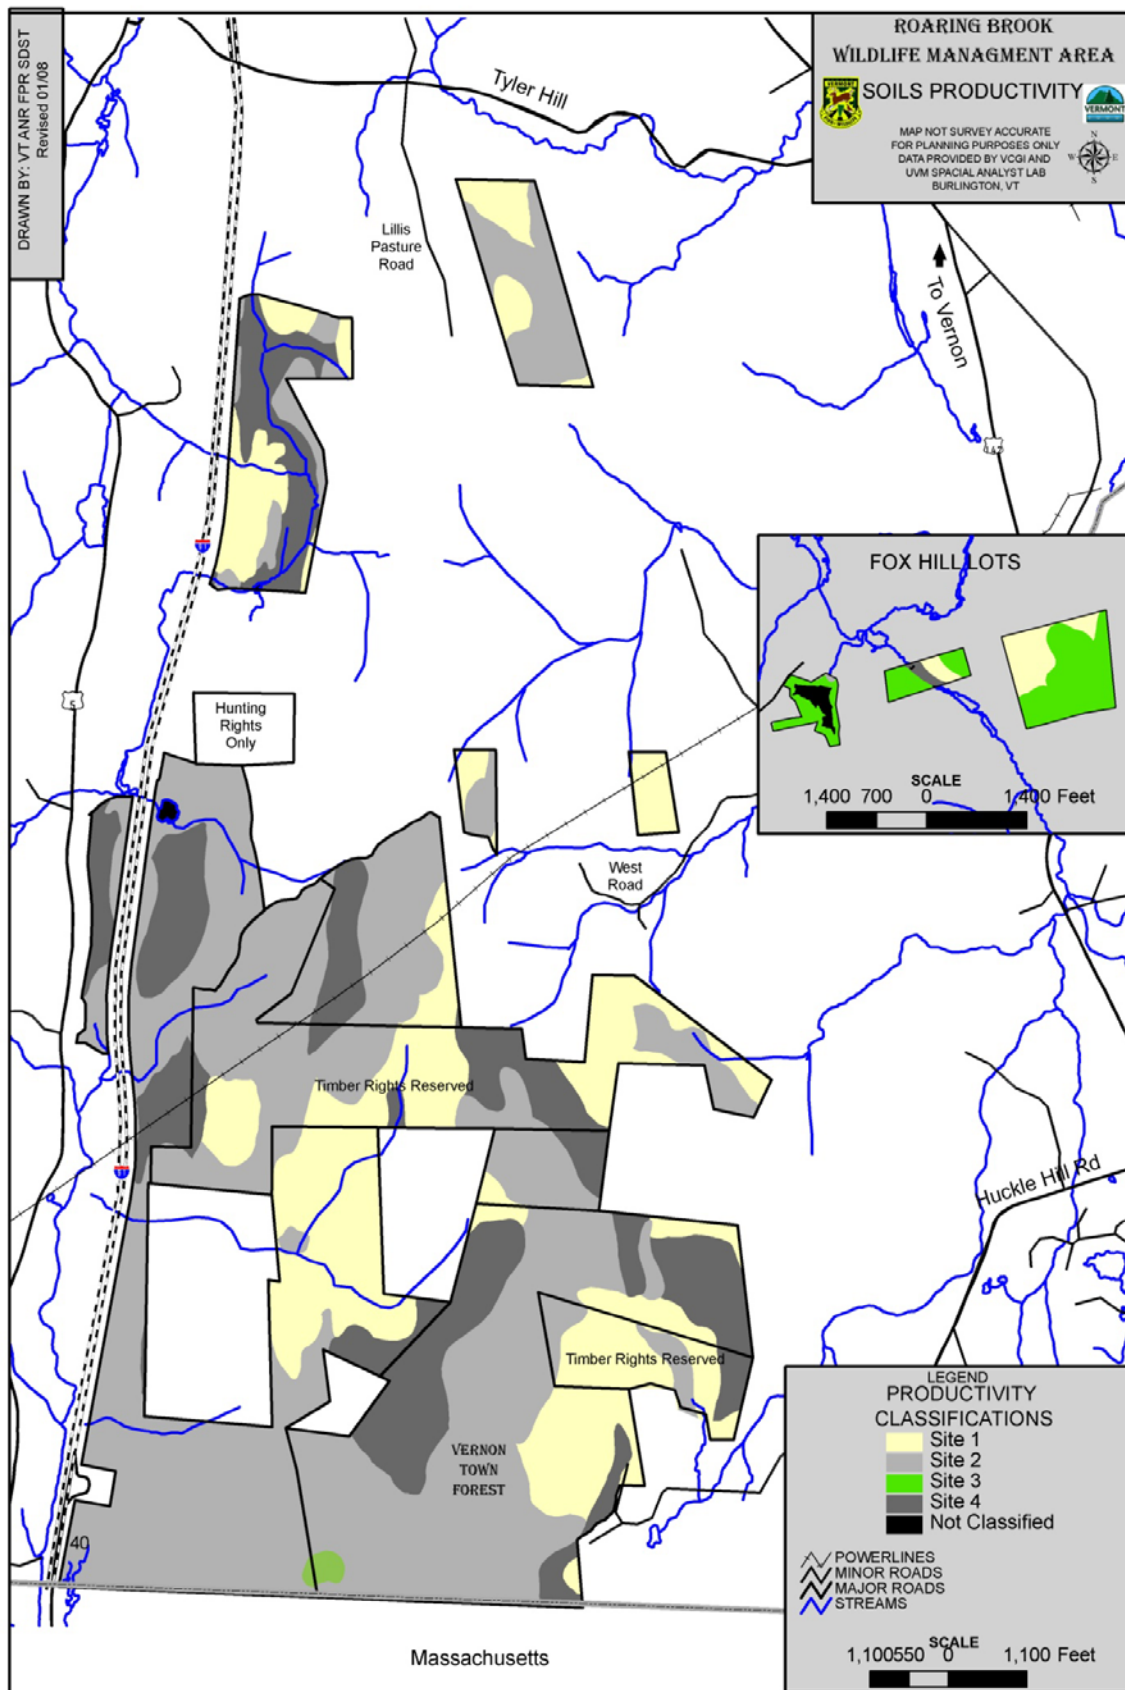 DRAWN BY: VT ANR FPR SDST
Revised 01/08
ROARING BROOK
WILDLIFE MANAGMENT AREA
SOILS PRODUCTIVITY
VERMONT
VERMONT
MAP NOT SURVEY ACCURATE
FOR PLANNING PURPOSES ONLY
DATA PROVIDED BY VCGI AND
UVM SPACIAL ANALYST LAB
BURLINGTON, VT
N
W
E
S
Tyler Hill
Lillis
Pasture
Road
To Vernon
142
FOX HILL LOTS
SCALE
1,400 700 0 1,400 Feet
5
Hunting
Rights
Only
West
Road
Timber Rights Reserved
Huckle Hill Rd
Timber Rights Reserved
VERNON
TOWN
FOREST
40
Massachusetts
LEGEND
PRODUCTIVITY
CLASSIFICATIONS
Site 1
Site 2
Site 3
Site 4
Not Classified
POWERLINES
MINOR ROADS
MAJOR ROADS
STREAMS
SCALE
1,100550 0 1,100 Feet